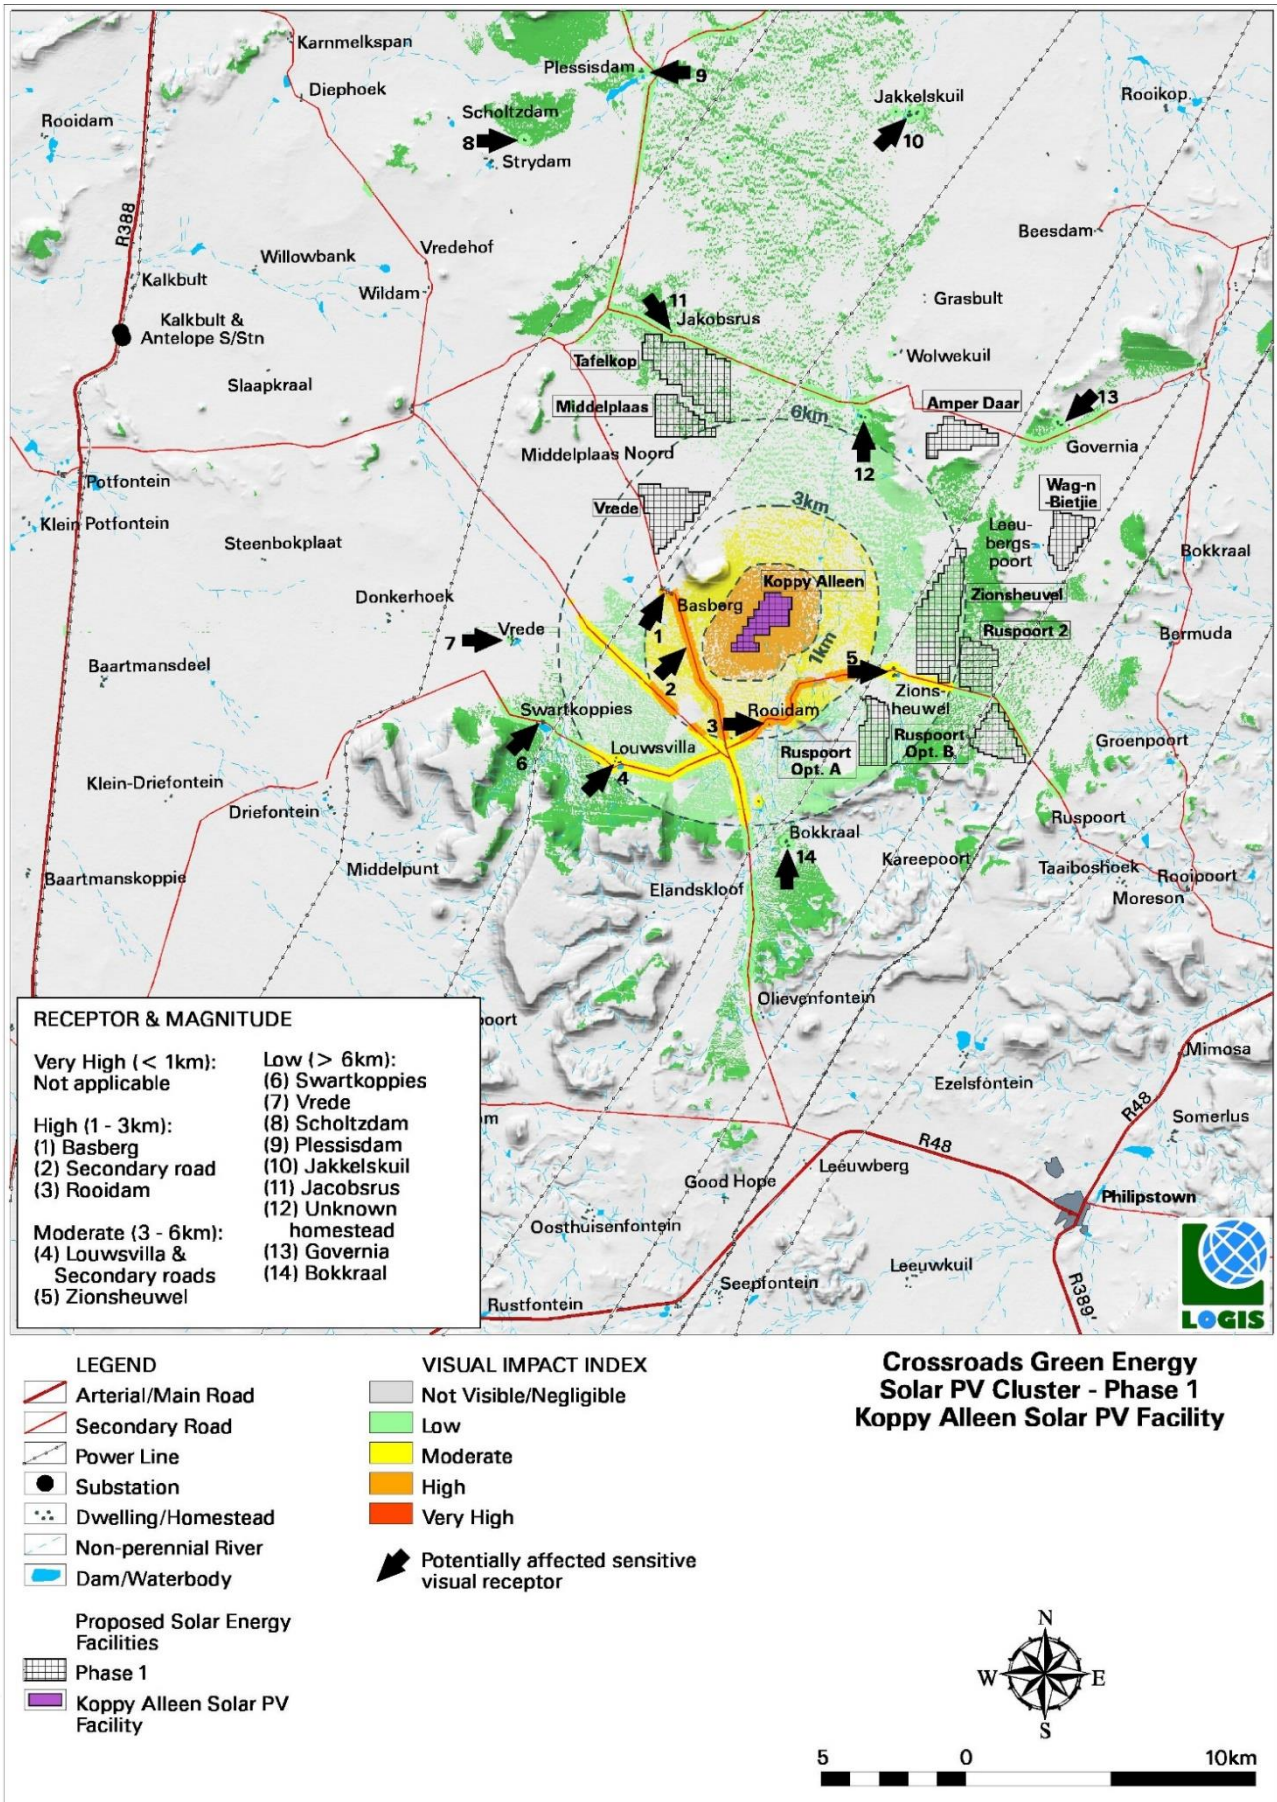 Karnmelkspan
Plessisdam
9
Diephoek
Jakkelskuil
Rooikop
Scholtzdam
Rooidam
8
10
Strydam
R388
Beesdam
Vredehof
Willowbank
Kalkbult
Wildam
11
Grasbult
Jakobsrus
Kalkbult &
Antelope S/Stn
Tafelkop
Wolwekuil
Slaapkraal
13
Middelplaas
6km
Amper Daar
Governia
Middelplaas Noord
12
Potfontein
Wag-n
-Bietjie
3km
Vrede
Klein Potfontein
Leeu-
bergs-
poort
Steenbokplaat
Bokkraal
Koppy Alleen
Donkerhoek
Basberg
Zionsheuvel
1
Vrede
Ruspoort 2
7
Bermuda
1km
5
Baartmansdeel
2
Zions-
heuwel
Swartkoppies
3
Rooidam
Ruspoort
Opt. B
Groenpoort
Louwsvilla
Ruspoort
Opt. A
6
4
Klein-Driefontein
Driefontein
Ruspoort
Bokkraal
14
Kareepoort
Middelpunt
Taaiboshoek
Rooipoort
Baartmanskoppie
Elandskloof
Moreson
Olievenfontein
poort
Mimosa
Ezelsfontein
R48
Somerlus
om
R48
Leeuwberg
Good Hope
Philipstown
Oosthuisenfontein
Leeuwkuil
Seepfontein
R389'
Rustfontein
LOGIS
RECEPTOR & MAGNITUDE
Very High (< 1km):
Not applicable
High (1 - 3km):
(1) Basberg
(2) Secondary road
(3) Rooidam
Moderate (3 - 6km):
(4) Louwsvilla &
Secondary roads
(5) Zionsheuwel
Low (> 6km):
(6) Swartkoppies
(7) Vrede
(8) Scholtzdam
(9) Plessisdam
(10) Jakkelskuil
(11) Jacobsrus
(12) Unknown
homestead
(13) Governia
(14) Bokkraal
LEGEND
Arterial/Main Road
Secondary Road
Power Line
Substation
Dwelling/Homestead
Non-perennial River
Dam/Waterbody
Proposed Solar Energy
Facilities
Phase 1
Koppy Alleen Solar PV
Facility
VISUAL IMPACT INDEX
Not Visible/Negligible
Low
Moderate
High
Very High
Potentially affected sensitive
visual receptor
Crossroads Green Energy
Solar PV Cluster - Phase 1
Koppy Alleen Solar PV Facility
N
W
E
S
5
0
10km